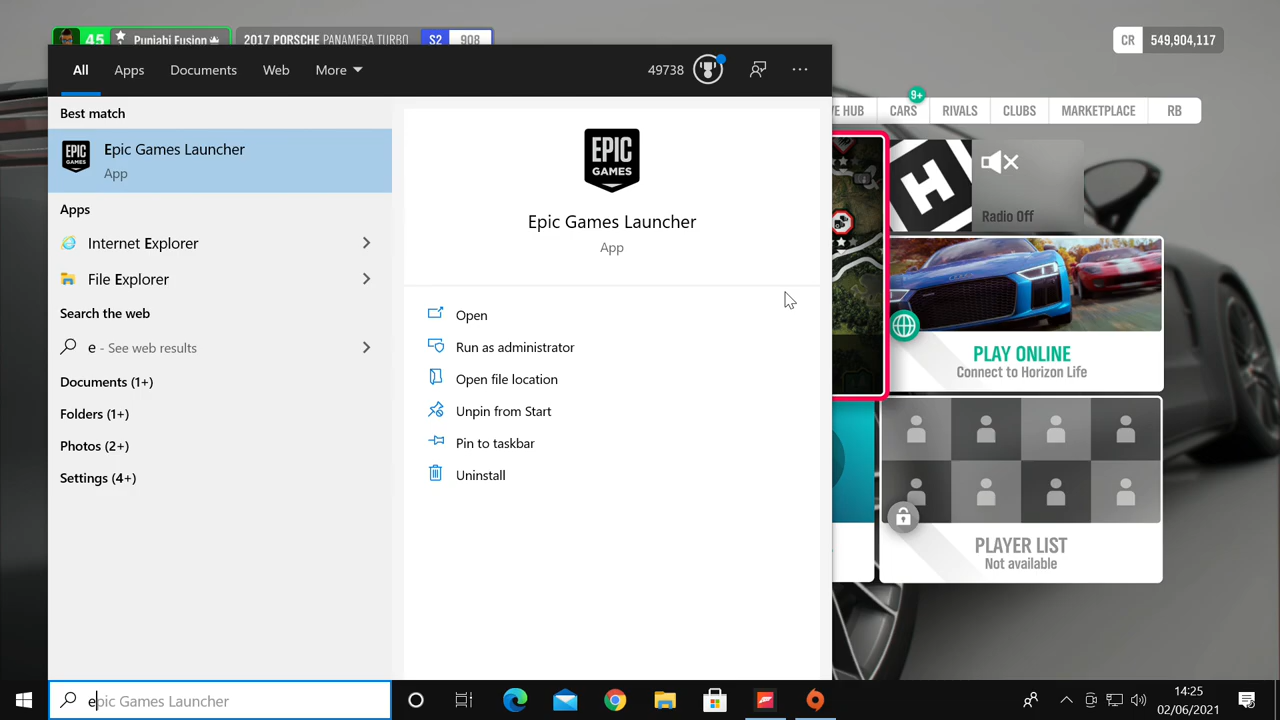 45 Punjabi Fusion
2017 PORSCHE PANAMERA TURBO S2 908
CR 549,904,117
All Apps Documents Web More 49738
VE HUB CARS 9+ RIVALS CLUBS MARKETPLACE RB
Best match
Epic Games Launcher
App
Apps
Internet Explorer
File Explorer
Search the web
e - See web results
Documents (1+)
Folders (1+)
Photos (2+)
Settings (4+)
EPIC
GAMES
EPIC
GAMES
Epic Games Launcher
App
Open
Run as administrator
Open file location
Unpin from Start
Pin to taskbar
Uninstall
H
Radio Off
PLAY ONLINE
Connect to Horizon Life
PLAYER LIST
Not available
epic Games Launcher
14:25
02/06/2021